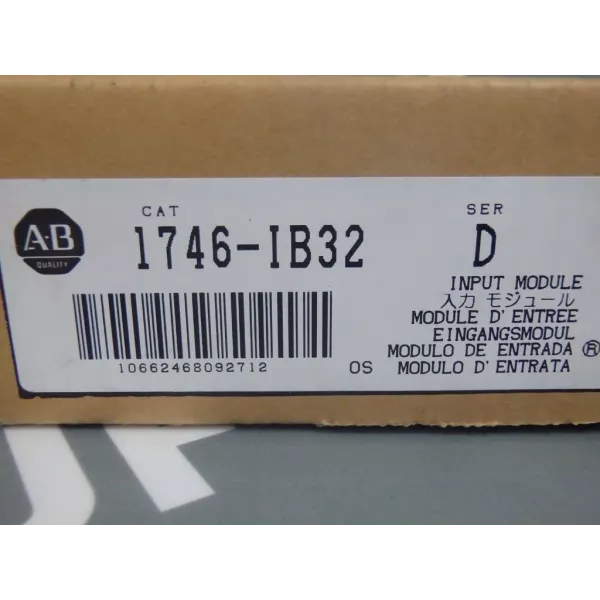 A·B
QUALITY
CAT
1746-IB32
SER
D
INPUT MODULE
入力 モジュール
MODULE D'ENTREE
EINGANGSMODUL
MODULO DE ENTRADA ®
MODULO D'ENTRATA
10662468092712
OS